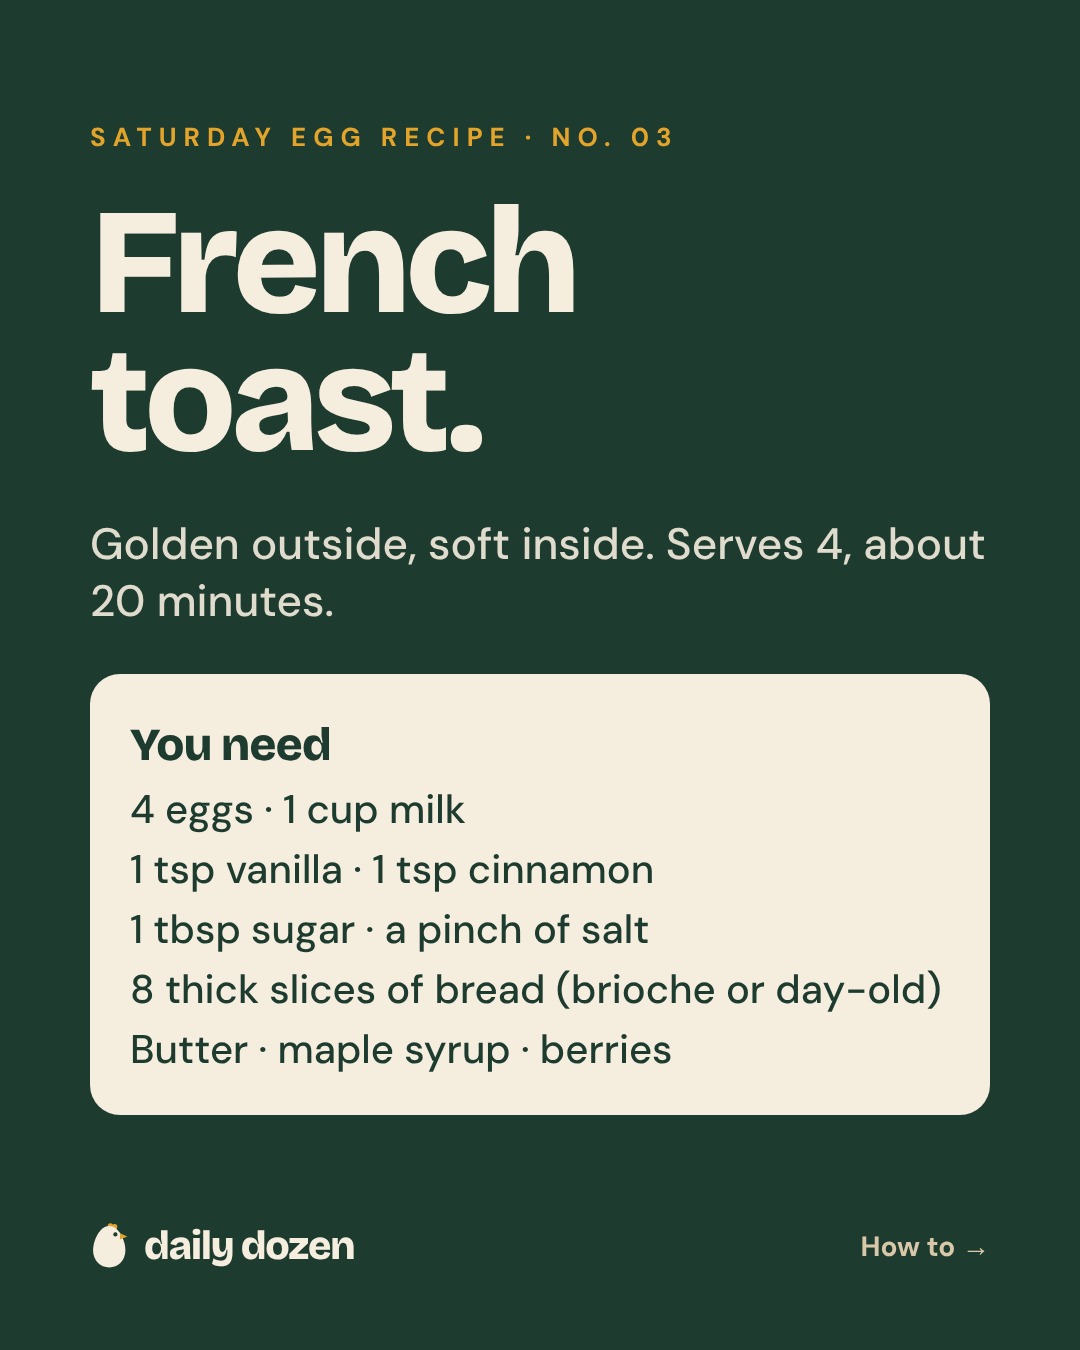 SATURDAY EGG RECIPE · NO. 03
French
toast.
Golden outside, soft inside. Serves 4, about
20 minutes.
You need
4 eggs · 1 cup milk
1 tsp vanilla · 1 tsp cinnamon
1 tbsp sugar · a pinch of salt
8 thick slices of bread (brioche or day-old)
Butter · maple syrup · berries
daily dozen
How to →